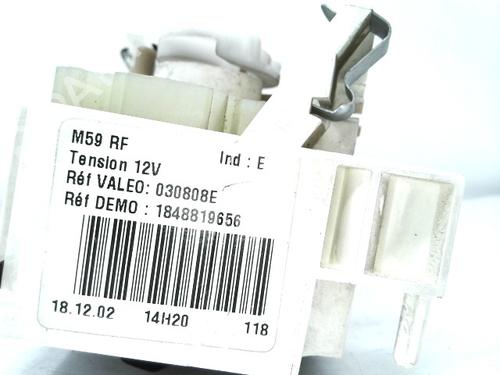 M59 RF Ind : E
Tension 12V
Réf VALEO: 030808E
Réf DEMO : 1848819656
18.12.02 14H20 118